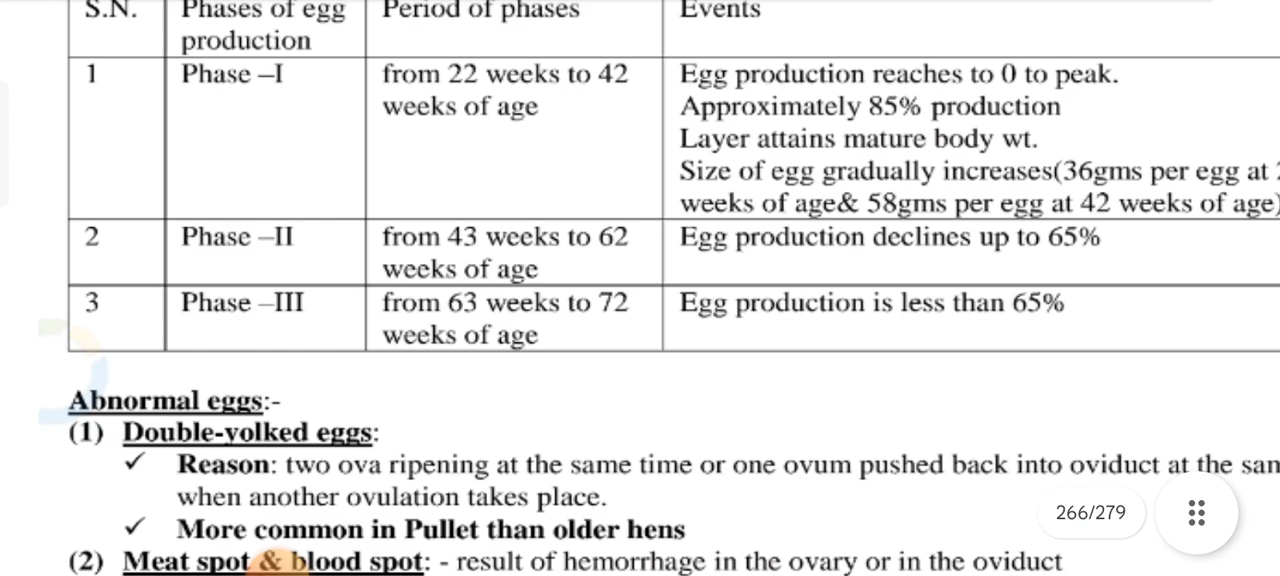 S.N. Phases of egg Period of phases Events
production
1 Phase –I from 22 weeks to 42 Egg production reaches to 0 to peak.
weeks of age Approximately 85% production
Layer attains mature body wt.
Size of egg gradually increases(36gms per egg at
weeks of age& 58gms per egg at 42 weeks of age)
2 Phase –II from 43 weeks to 62 Egg production declines up to 65%
weeks of age
3 Phase –III from 63 weeks to 72 Egg production is less than 65%
weeks of age
Abnormal eggs:-
(1) Double-yolked eggs:
✓ Reason: two ova ripening at the same time or one ovum pushed back into oviduct at the
when another ovulation takes place.
266/279
✓ More common in Pullet than older hens
(2) Meat spot & blood spot: - result of hemorrhage in the ovary or in the oviduct